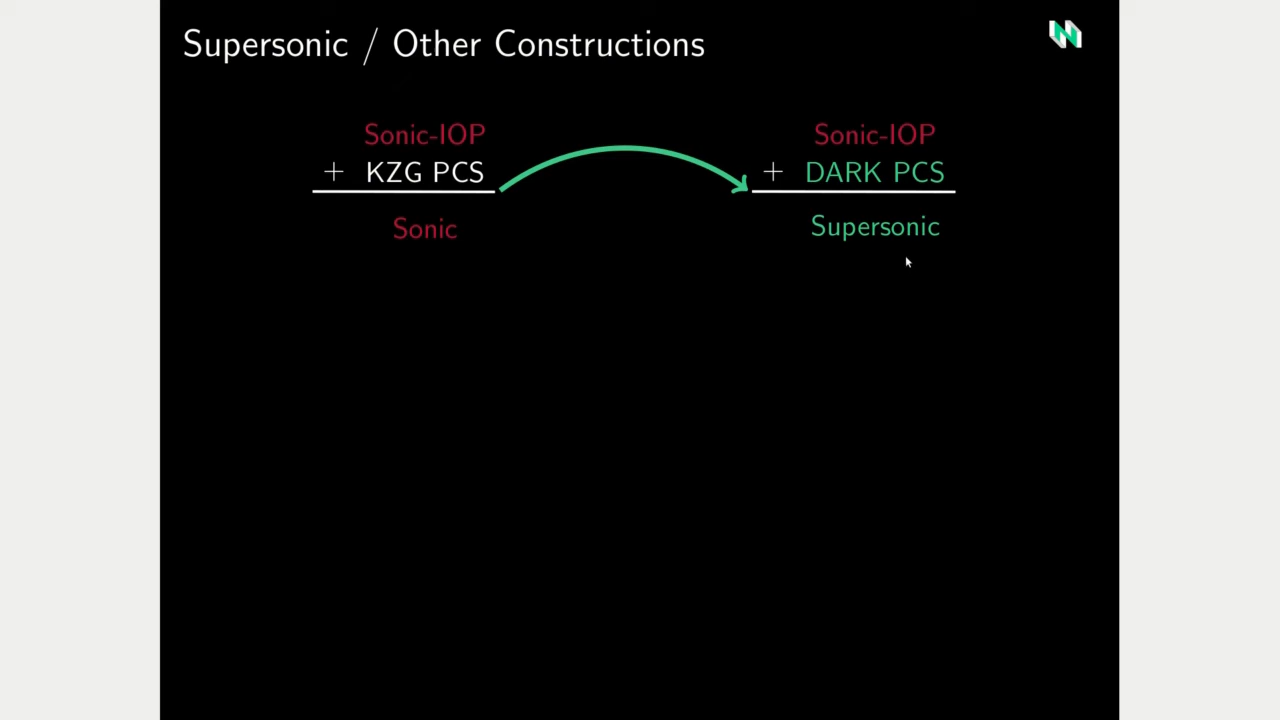 Supersonic / Other Constructions
Sonic-IOP
+ KZG PCS
Sonic
Sonic-IOP
+ DARK PCS
Supersonic